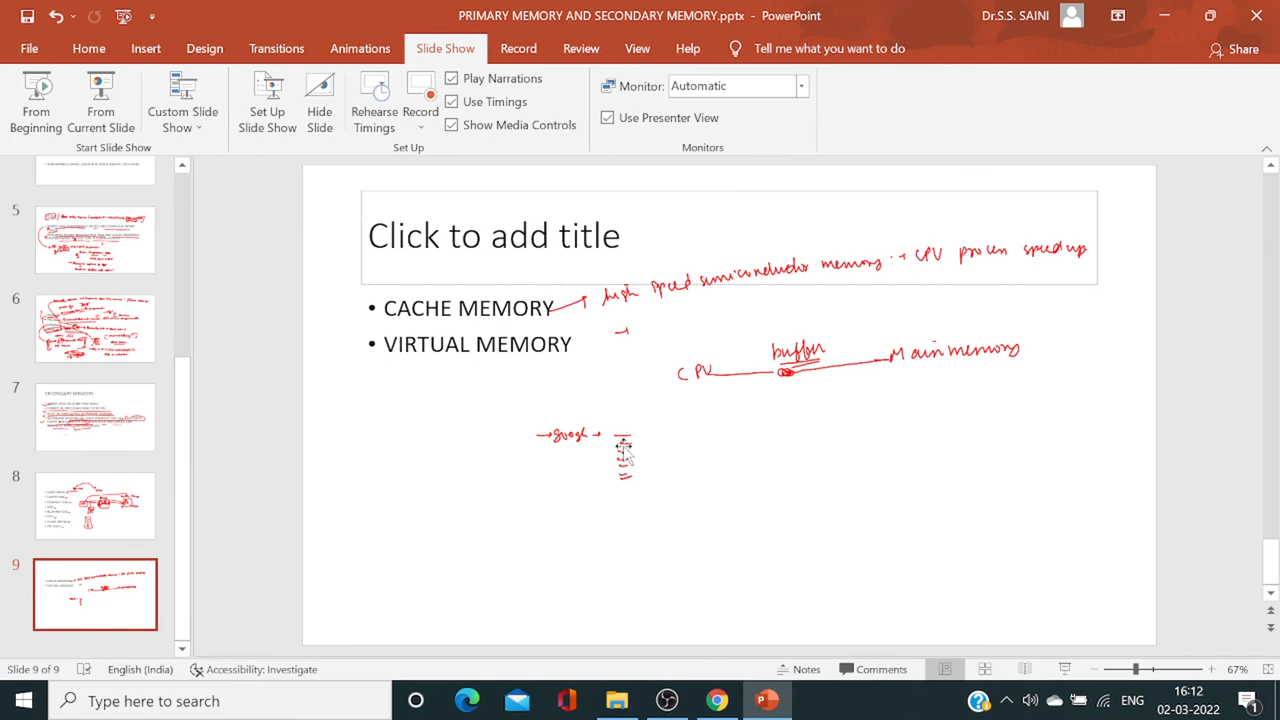 PRIMARY MEMORY AND SECONDARY MEMORY.pptx - PowerPoint
Dr.S.S. SAINI
File Home Insert Design Transitions Animations Slide Show Record Review View Help Tell me what you want to do Share
From Beginning
From Current Slide
Custom Slide Show
Set Up Slide Show
Hide Slide
Rehearse Timings
Record
Play Narrations
Use Timings
Show Media Controls
Monitor: Automatic
Use Presenter View
Start Slide Show
Set Up
Monitors
5
6
7
SECONDARY MEMORY
8
9
Click to add title
high speed semiconductor memory CPU proces speed up
• CACHE MEMORY
• VIRTUAL MEMORY
buffer
CPU Main memory
Slide 9 of 9 English (India) Accessibility: Investigate Notes Comments 67%
Type here to search
ENG
16:12
02-03-2022
1